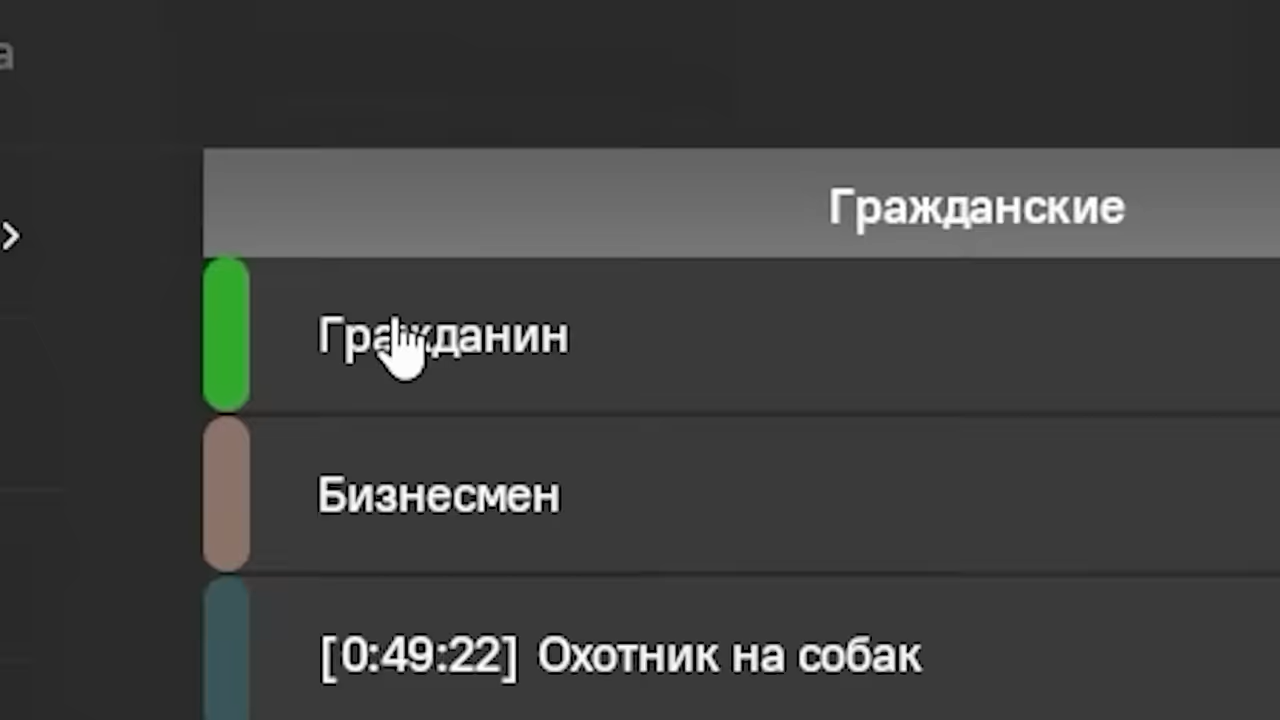 а
Гражданские
Гражданин
Бизнесмен
[0:49:22] Охотник на собак